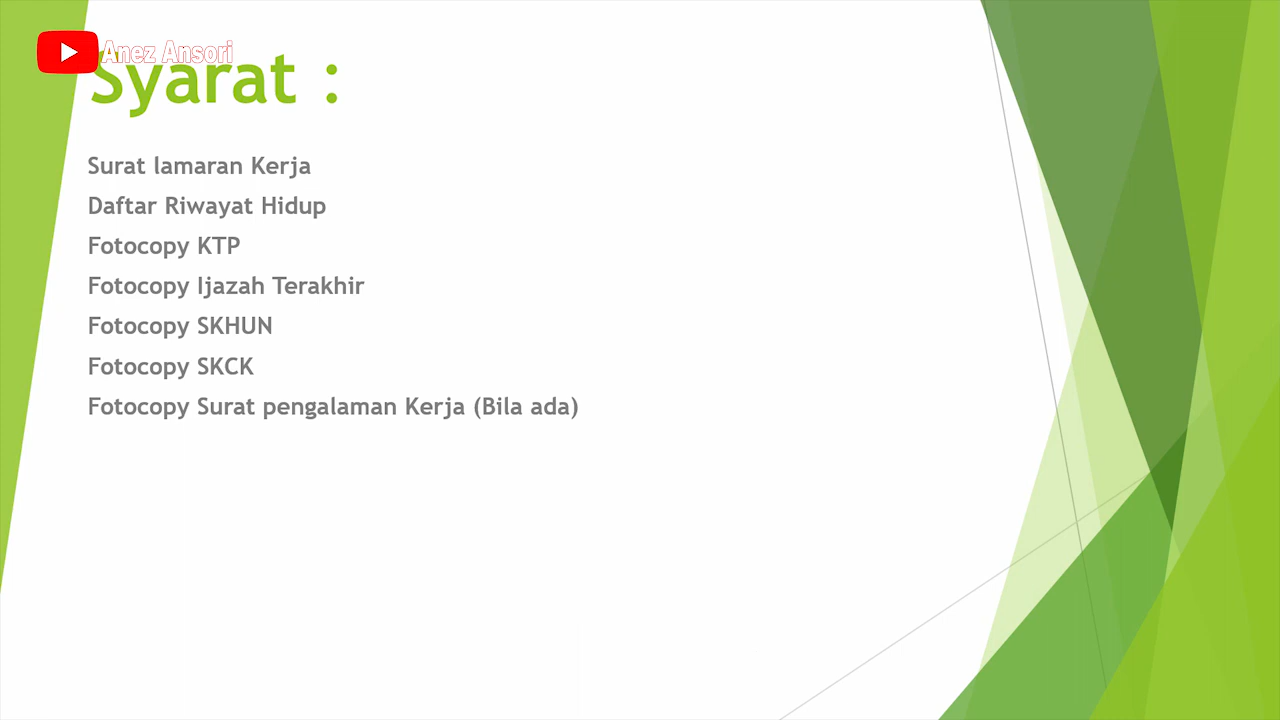 Anez Ansori
Syarat :
Surat lamaran Kerja
Daftar Riwayat Hidup
Fotocopy KTP
Fotocopy Ijazah Terakhir
Fotocopy SKHUN
Fotocopy SKCK
Fotocopy Surat pengalaman Kerja (Bila ada)